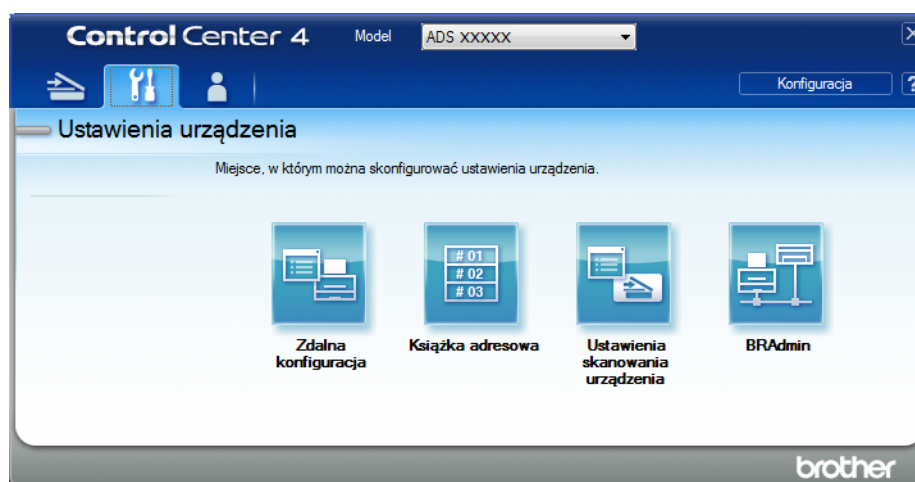 Control Center 4 Model ADS XXXXX
Konfiguracja ?
Ustawienia urządzenia
Miejsce, w którym można skonfigurować ustawienia urządzenia.
# 01
# 02
# 03
Zdalna
konfiguracja
Książka adresowa
Ustawienia
skanowania
urządzenia
BRAdmin
brother